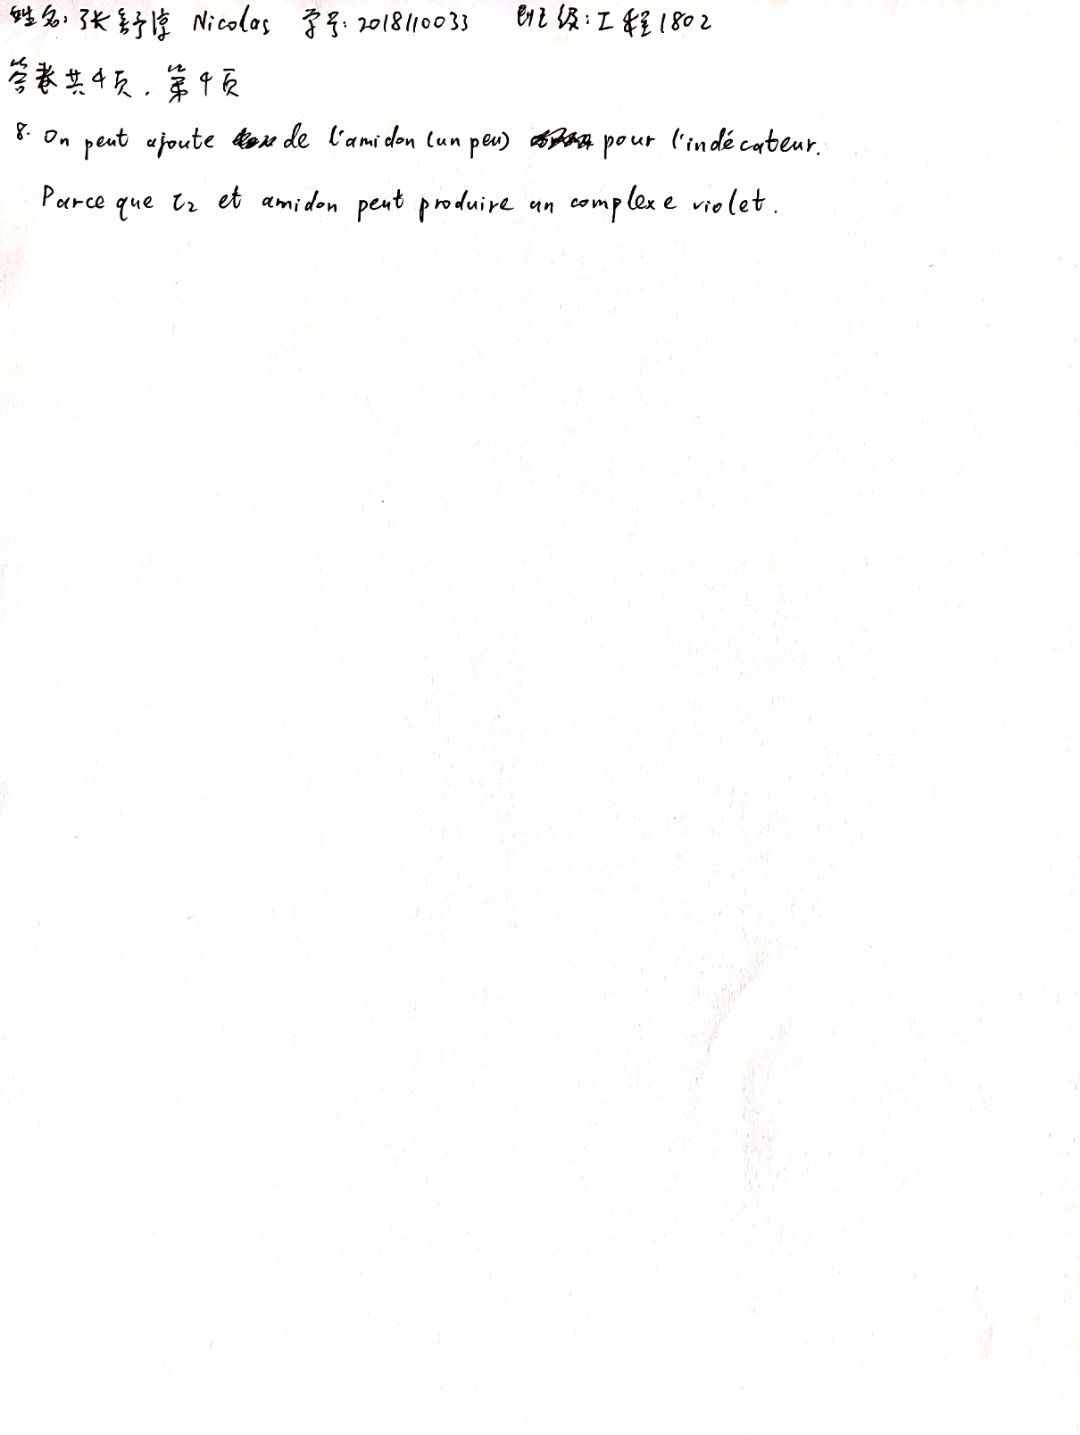 姓名: 张舒淳 Nicolas 学号: 2018110033 班级: 工程1802
答卷共4页. 第4页
8. On peut ajoute de l'amidon (un peu) pour l'indécateur.
Parce que I2 et amidon peut produire un complexe violet.